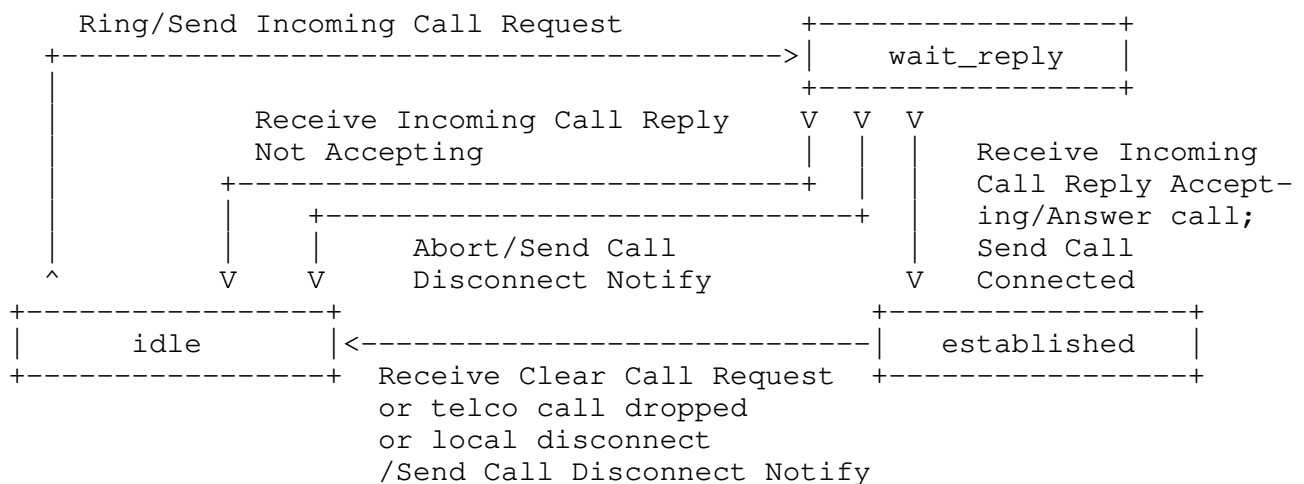 Ring/Send Incoming Call Request
wait_reply
Receive Incoming Call Reply V V V
Not Accepting
Receive Incoming
Call Reply Accept-
ing/Answer call;
Abort/Send Call
Send Call
V V Disconnect Notify V Connected
idle
established
Receive Clear Call Request
or telco call dropped
or local disconnect
/Send Call Disconnect Notify